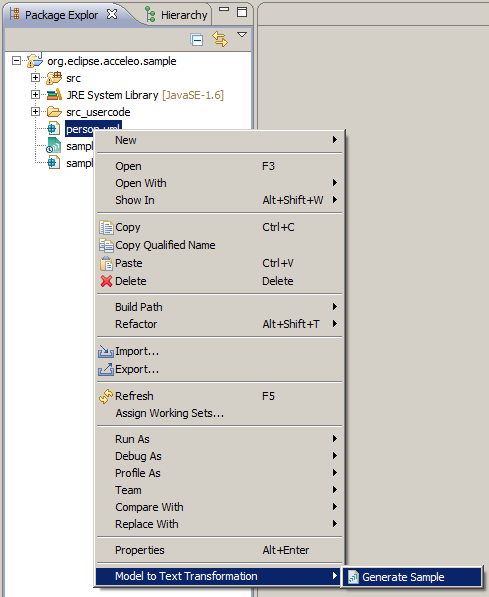 Package Explor
Hierarchy
org.eclipse.acceleo.sample
src
JRE System Library [JavaSE-1.6]
src_usercode
person.uml
sampl
sampl
New
Open F3
Open With
Show In Alt+Shift+W
Copy Ctrl+C
Copy Qualified Name
Paste Ctrl+V
Delete Delete
Build Path
Refactor Alt+Shift+T
Import...
Export...
Refresh F5
Assign Working Sets...
Run As
Debug As
Profile As
Team
Compare With
Replace With
Properties Alt+Enter
Model to Text Transformation
Generate Sample